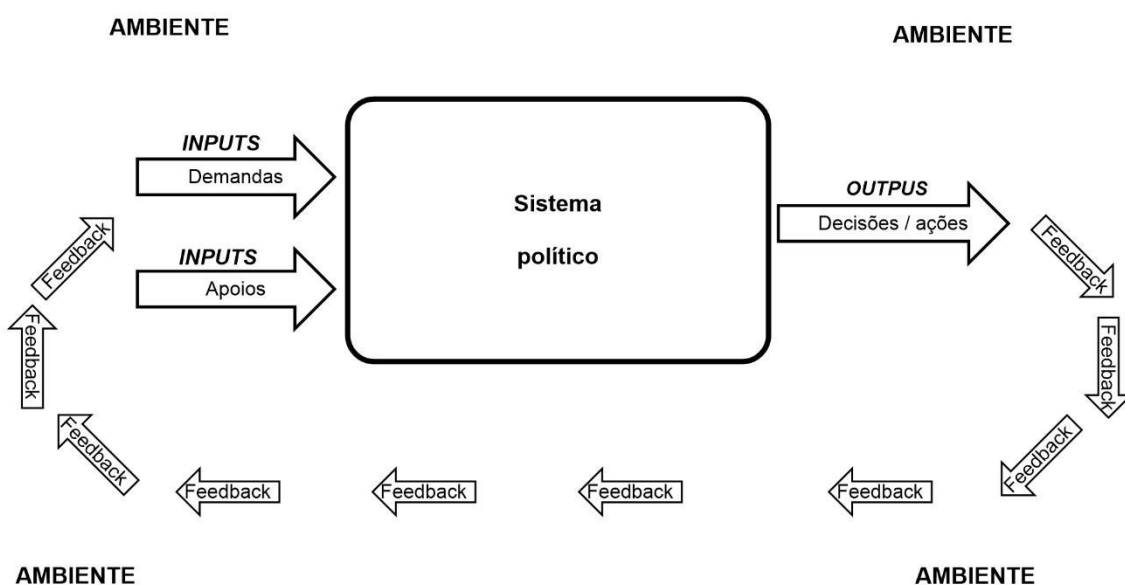 AMBIENTE
AMBIENTE
INPUTS
Demandas
INPUTS
Apoios
Sistema
político
OUTPUS
Decisões / ações
Feedback
Feedback
Feedback
Feedback
Feedback
Feedback
Feedback
Feedback
Feedback
Feedback
AMBIENTE
AMBIENTE